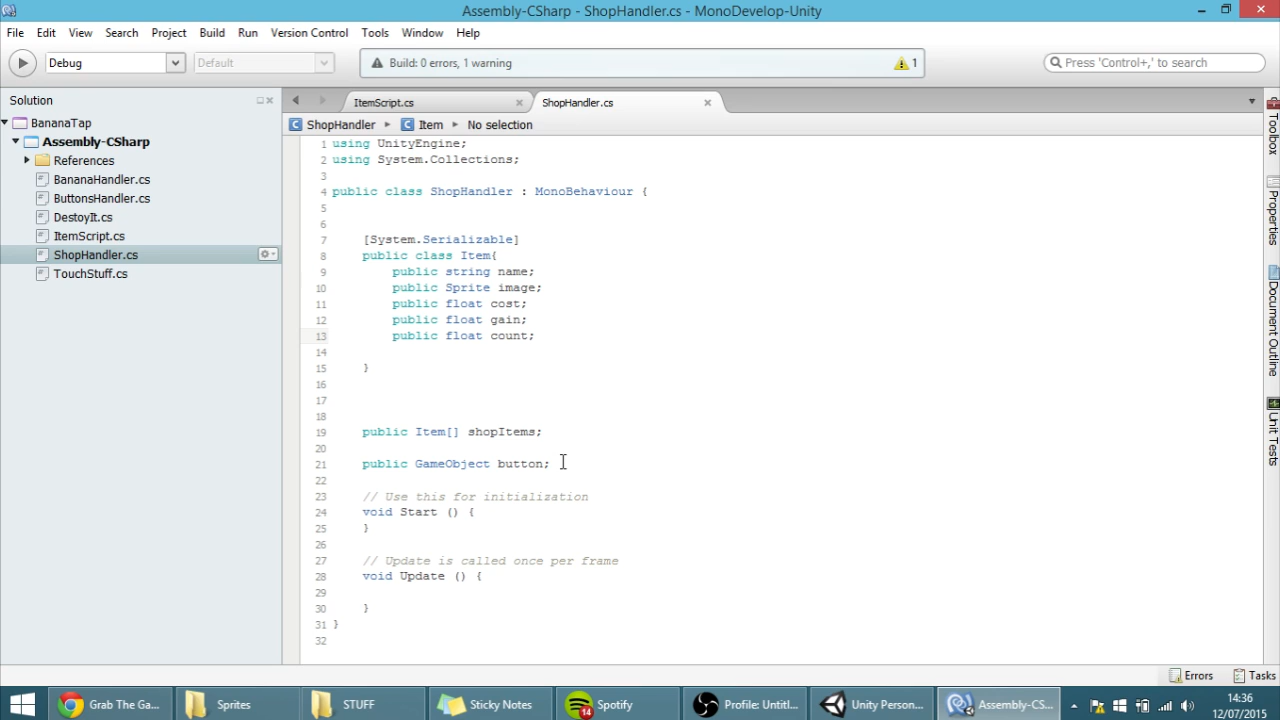 Assembly-CSharp - ShopHandler.cs - MonoDevelop-Unity
File Edit View Search Project Build Run Version Control Tools Window Help
Debug Default Build: 0 errors, 1 warning 1 Press 'Control+,' to search
Solution
BananaTap
Assembly-CSharp
References
BananaHandler.cs
ButtonsHandler.cs
DestoyIt.cs
ItemScript.cs
ShopHandler.cs
TouchStuff.cs
ItemScript.cs ShopHandler.cs
ShopHandler Item No selection
1 using UnityEngine;
2 using System.Collections;
3
4 public class ShopHandler : MonoBehaviour {
5
6
7 [System.Serializable]
8 public class Item{
9 public string name;
10 public Sprite image;
11 public float cost;
12 public float gain;
13 public float count;
14
15 }
16
17
18
19 public Item[] shopItems;
20
21 public GameObject button;
22
23 // Use this for initialization
24 void Start () {
25 }
26
27 // Update is called once per frame
28 void Update () {
29
30 }
31 }
32
Toolbox
Properties
Document Outline
Unit Tests
Errors Tasks
Grab The Ga... Sprites STUFF Sticky Notes 14 Spotify Profile: Untitl... Unity Person... Assembly-CS...
14:36
12/07/2015